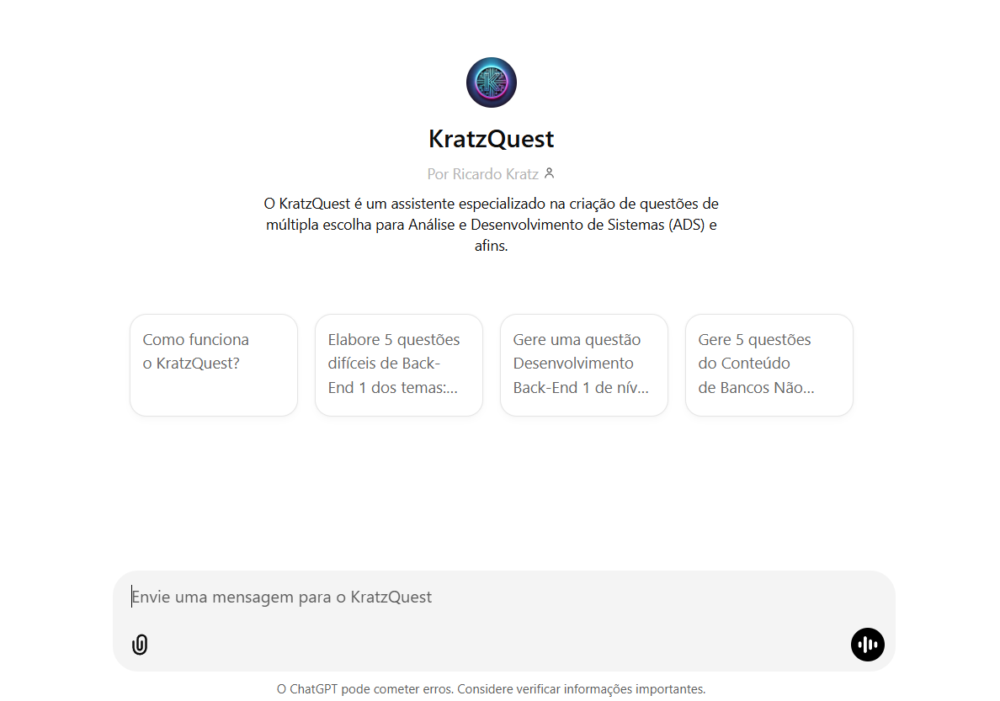 KratzQuest
Por Ricardo Kratz
O KratzQuest é um assistente especializado na criação de questões de
múltipla escolha para Análise e Desenvolvimento de Sistemas (ADS) e
afins.
Como funciona
o KratzQuest?
Elabore 5 questões
difíceis de Back-
End 1 dos temas:...
Gere uma questão
Desenvolvimento
Back-End 1 de nív...
Gere 5 questões
do Conteúdo
de Bancos Não...
Envie uma mensagem para o KratzQuest
O ChatGPT pode cometer erros. Considere verificar informações importantes.